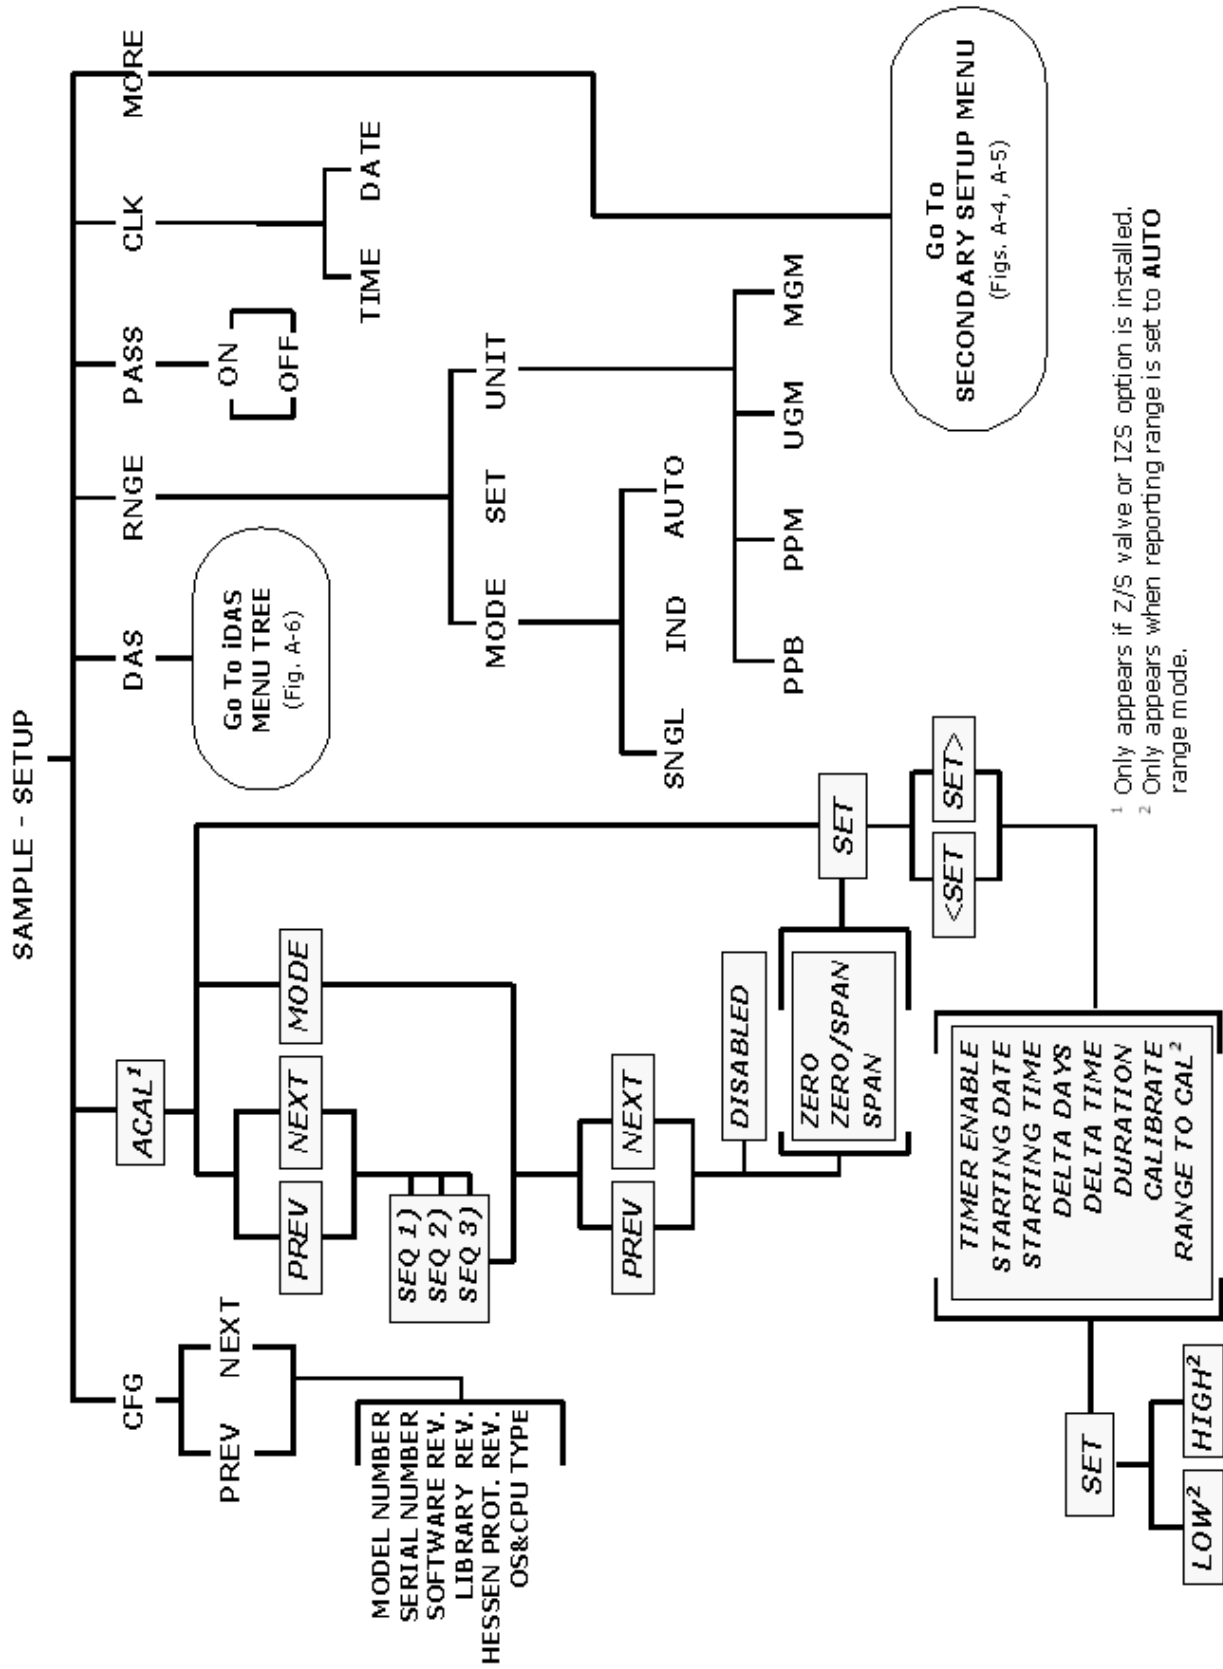 SAMPLE - SETUP
CFG
ACAL¹
DAS
RNGE
PASS
CLK
MORE
PREV
NEXT
MODEL NUMBER
SERIAL NUMBER
SOFTWARE REV.
LIBRARY REV.
HESSEN PROT. REV.
OS&CPU TYPE
PREV
NEXT
MODE
SEQ 1)
SEQ 2)
SEQ 3)
PREV
NEXT
DISABLED
ZERO
ZERO/SPAN
SPAN
SET
<SET
SET>
TIMER ENABLE
STARTING DATE
STARTING TIME
DELTA DAYS
DELTA TIME
DURATION
CALIBRATE
RANGE TO CAL²
SET
LOW²
HIGH²
Go To iDAS
MENU TREE
(Fig. A-6)
MODE
SET
UNIT
SNGL
IND
AUTO
PPB
PPM
UGM
MGM
ON
OFF
TIME
DATE
Go To
SECONDARY SETUP MENU
(Figs. A-4, A-5)
¹ Only appears if Z/S valve or IZS option is installed.
² Only appears when reporting range is set to AUTO
range mode.